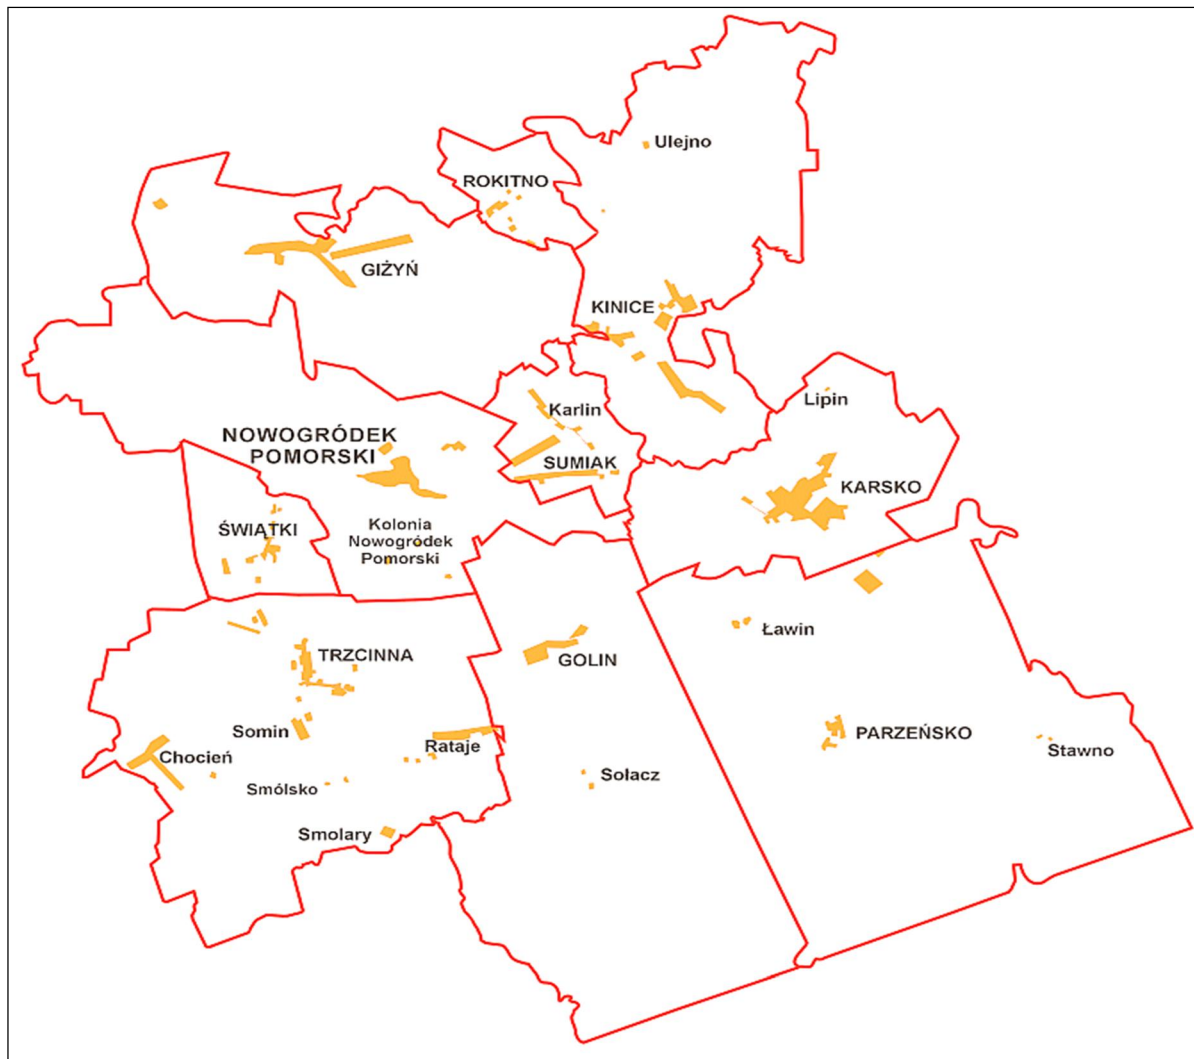 Ulejno
ROKITNO
GIŻYŃ
KINICE
Lipin
Karlin
NOWOGRÓDEK
POMORSKI
SUMIAK
KARSKO
ŚWIĄTKI
Kolonia
Nowogródek
Pomorski
Ławin
TRZCINNA
GOLIN
Somin
PARZEŃSKO
Rataje
Stawno
Chocień
Solacz
Smólsko
Smolary